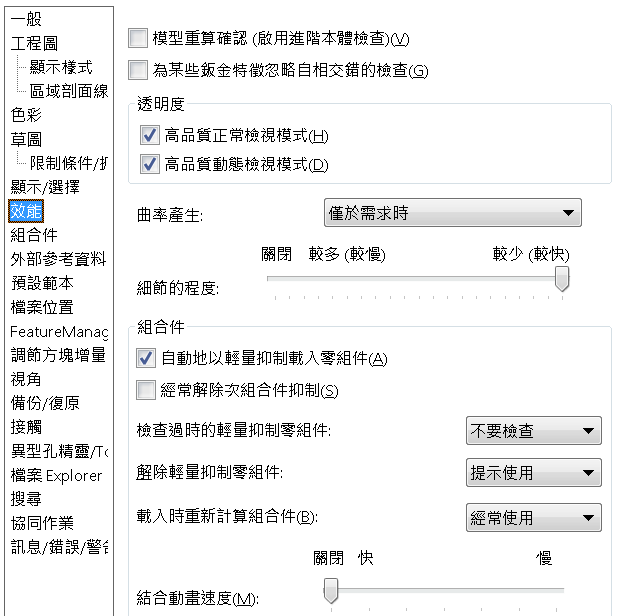 一般
工程圖
顯示樣式
區域剖面線
色彩
草圖
限制條件/抓
顯示/選擇
效能
組合件
外部參考資料
預設範本
檔案位置
FeatureManag
調節方塊增量
視角
備份/復原
接觸
異型孔精靈/To
檔案 Explorer
搜尋
協同作業
訊息/錯誤/警告
模型重算確認 (啟用進階本體檢查)(V)
為某些鈑金特徵忽略自相交錯的檢查(G)
透明度
高品質正常檢視模式(H)
高品質動態檢視模式(D)
曲率產生: 僅於需求時
關閉 較多 (較慢) 較少 (較快)
細節的程度:
組合件
自動地以輕量抑制載入零組件(A)
經常解除次組合件抑制(S)
檢查過時的輕量抑制零組件: 不要檢查
解除輕量抑制零組件: 提示使用
載入時重新計算組合件(B): 經常使用
關閉 快 慢
結合動畫速度(M):